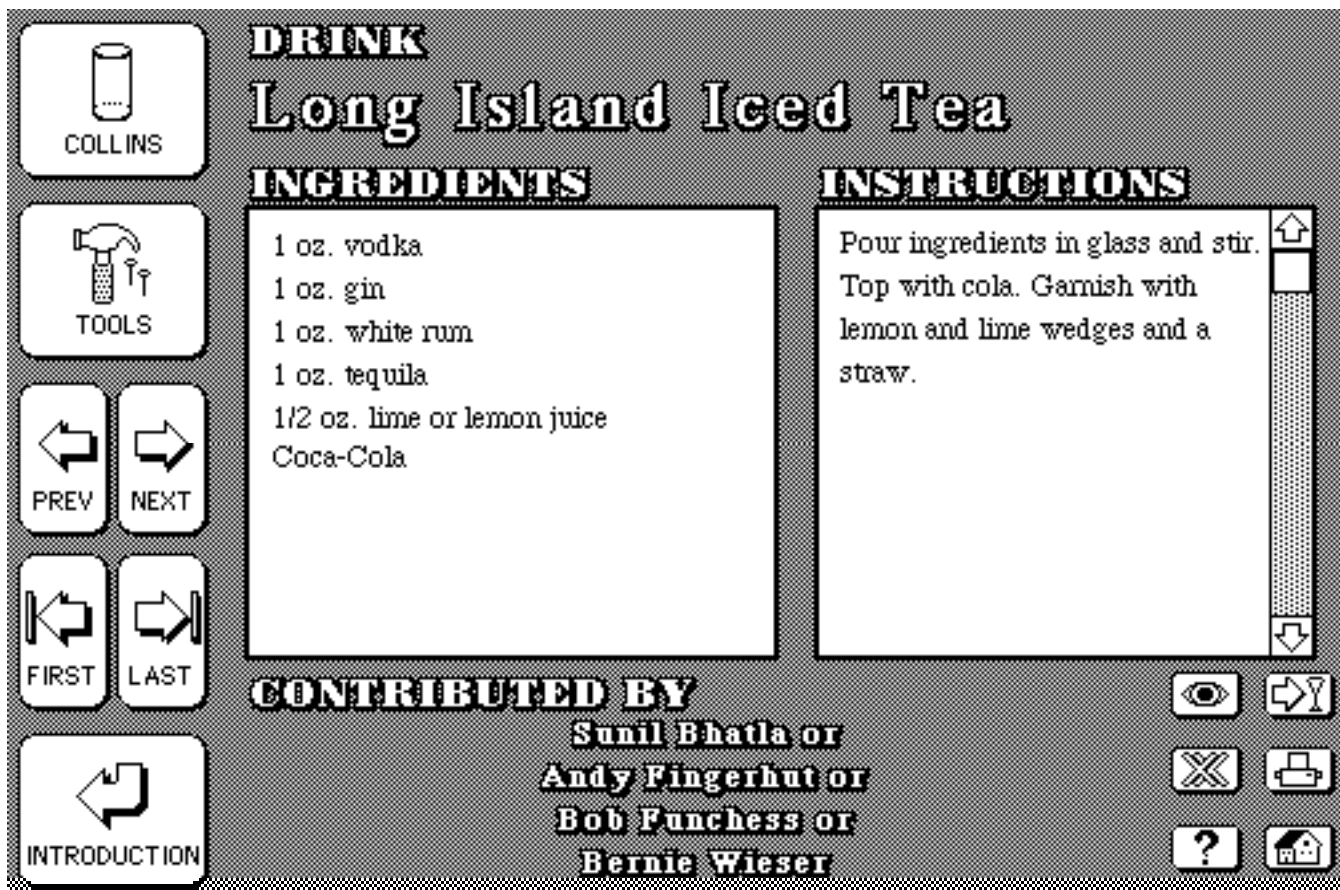 COLLINS
TOOLS
PREV
NEXT
FIRST
LAST
INTRODUCTION
DRINK
Long Island Iced Tea
INGREDIENTS
1 oz. vodka
1 oz. gin
1 oz. white rum
1 oz. tequila
1/2 oz. lime or lemon juice
Coca-Cola
INSTRUCTIONS
Pour ingredients in glass and stir.
Top with cola. Garnish with
lemon and lime wedges and a
straw.
CONTRIBUTED BY
Sunil Bhatla or
Andy Fingerhut or
Bob Funchess or
Bernie Wieser
?